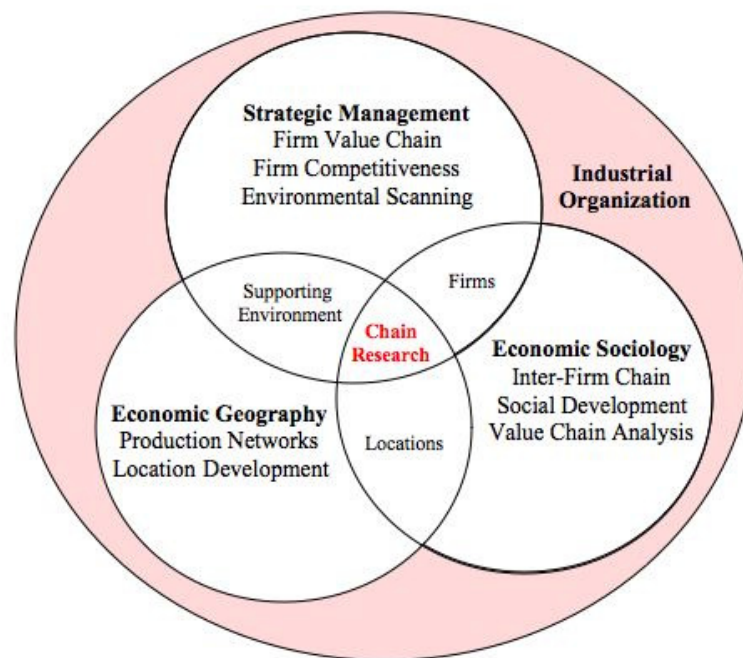 Strategic Management
Firm Value Chain
Firm Competitiveness
Environmental Scanning
Industrial
Organization
Supporting
Environment
Firms
Chain
Research
Economic Sociology
Inter-Firm Chain
Social Development
Value Chain Analysis
Economic Geography
Production Networks
Location Development
Locations